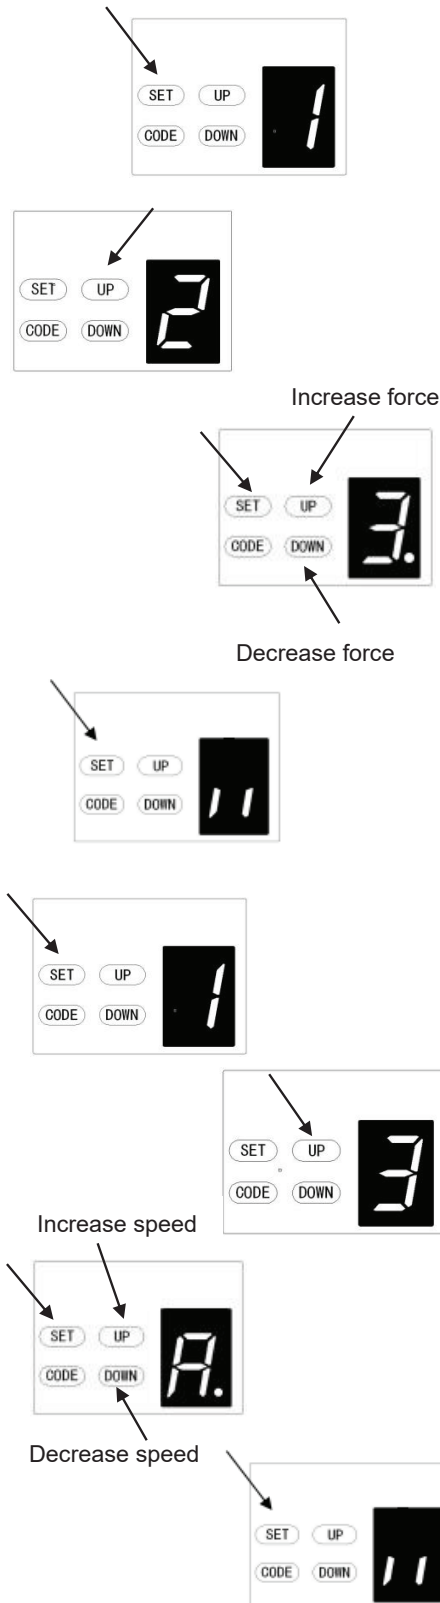 SET UP
CODE DOWN
1
SET UP
CODE DOWN
2
Increase force
SET UP
CODE DOWN
3.
Decrease force
SET UP
CODE DOWN
11
SET UP
CODE DOWN
1
SET UP
CODE DOWN
3
Increase speed
SET UP
CODE DOWN
A.
Decrease speed
SET UP
CODE DOWN
11